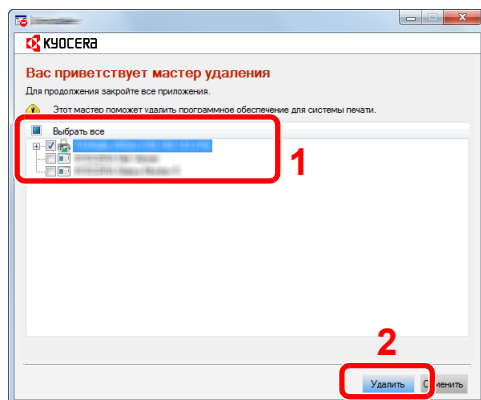 KYOCERA
Вас приветствует мастер удаления
Для продолжения закройте все приложения.
Этот мастер поможет удалить программное обеспечение для системы печати.
Выбрать все
1
2
Удалить